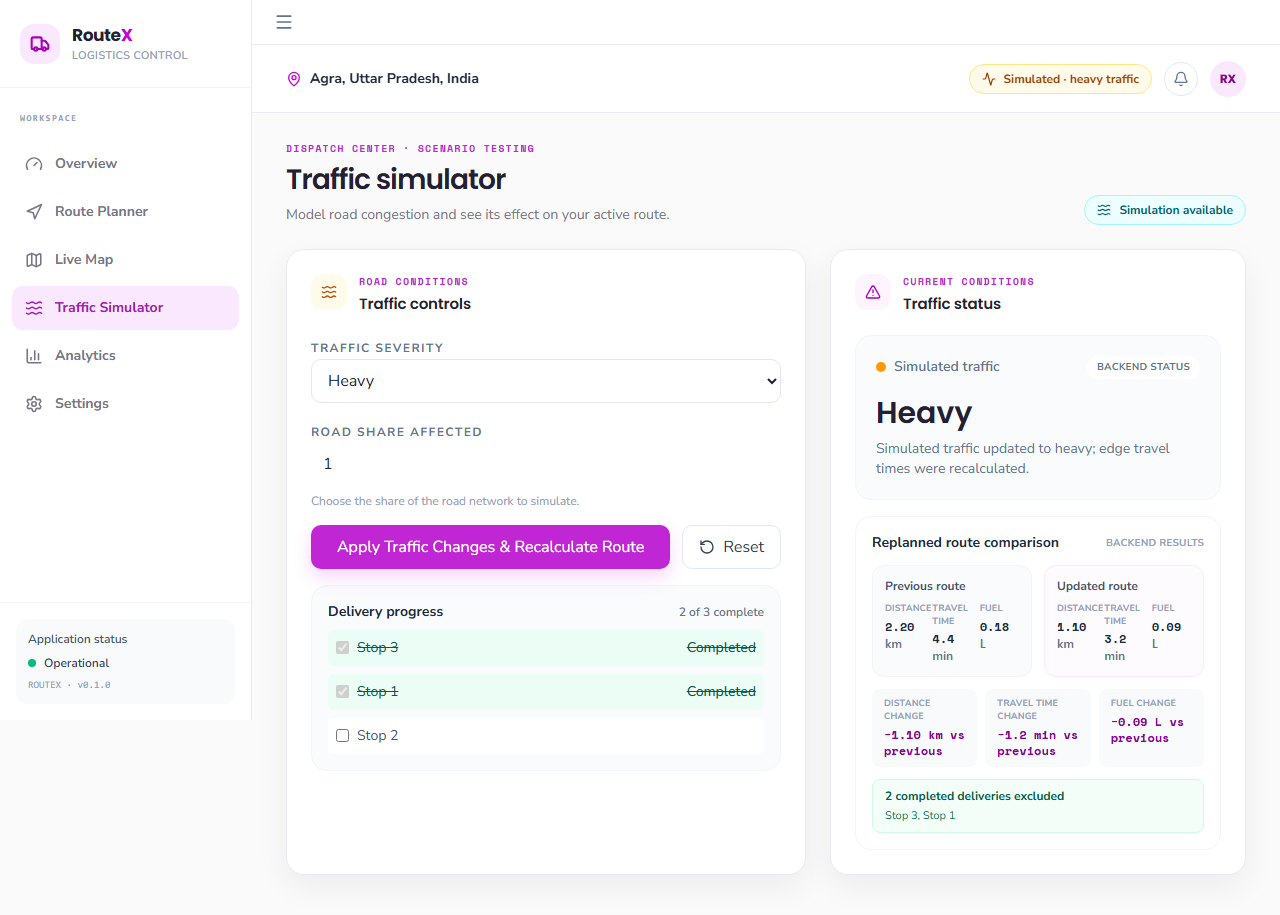 RouteX
LOGISTICS CONTROL
WORKSPACE
Overview
Route Planner
Live Map
Traffic Simulator
Analytics
Settings
Application status
Operational
ROUTEX · v0.1.0
Agra, Uttar Pradesh, India
Simulated · heavy traffic
RX
DISPATCH CENTER · SCENARIO TESTING
Traffic simulator
Model road congestion and see its effect on your active route.
Simulation available
ROAD CONDITIONS
Traffic controls
TRAFFIC SEVERITY
Heavy
ROAD SHARE AFFECTED
1
Choose the share of the road network to simulate.
Apply Traffic Changes & Recalculate Route
Reset
Delivery progress
2 of 3 complete
Stop 3
Completed
Stop 1
Completed
Stop 2
CURRENT CONDITIONS
Traffic status
Simulated traffic
BACKEND STATUS
Heavy
Simulated traffic updated to heavy; edge travel
times were recalculated.
Replanned route comparison
BACKEND RESULTS
Previous route
DISTANCE
2.20
km
TRAVEL
TIME
4.4
min
FUEL
0.18
L
Updated route
DISTANCE
1.10
km
TRAVEL
TIME
3.2
min
FUEL
0.09
L
DISTANCE
CHANGE
-1.10 km vs
previous
TRAVEL TIME
CHANGE
-1.2 min vs
previous
FUEL CHANGE
-0.09 L vs
previous
2 completed deliveries excluded
Stop 3, Stop 1